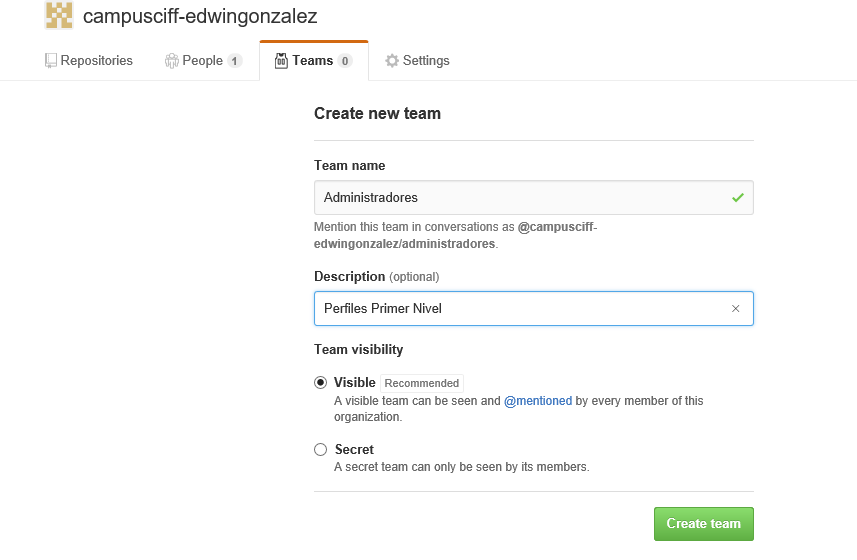 campusciff-edwingonzalez
Repositories People 1 Teams 0 Settings
Create new team
Team name
Administradores
Mention this team in conversations as @campusciff-
edwingonzalez/administradores.
Description (optional)
Perfiles Primer Nivel
Team visibility
Visible Recommended
A visible team can be seen and @mentioned by every member of this
organization.
Secret
A secret team can only be seen by its members.
Create team